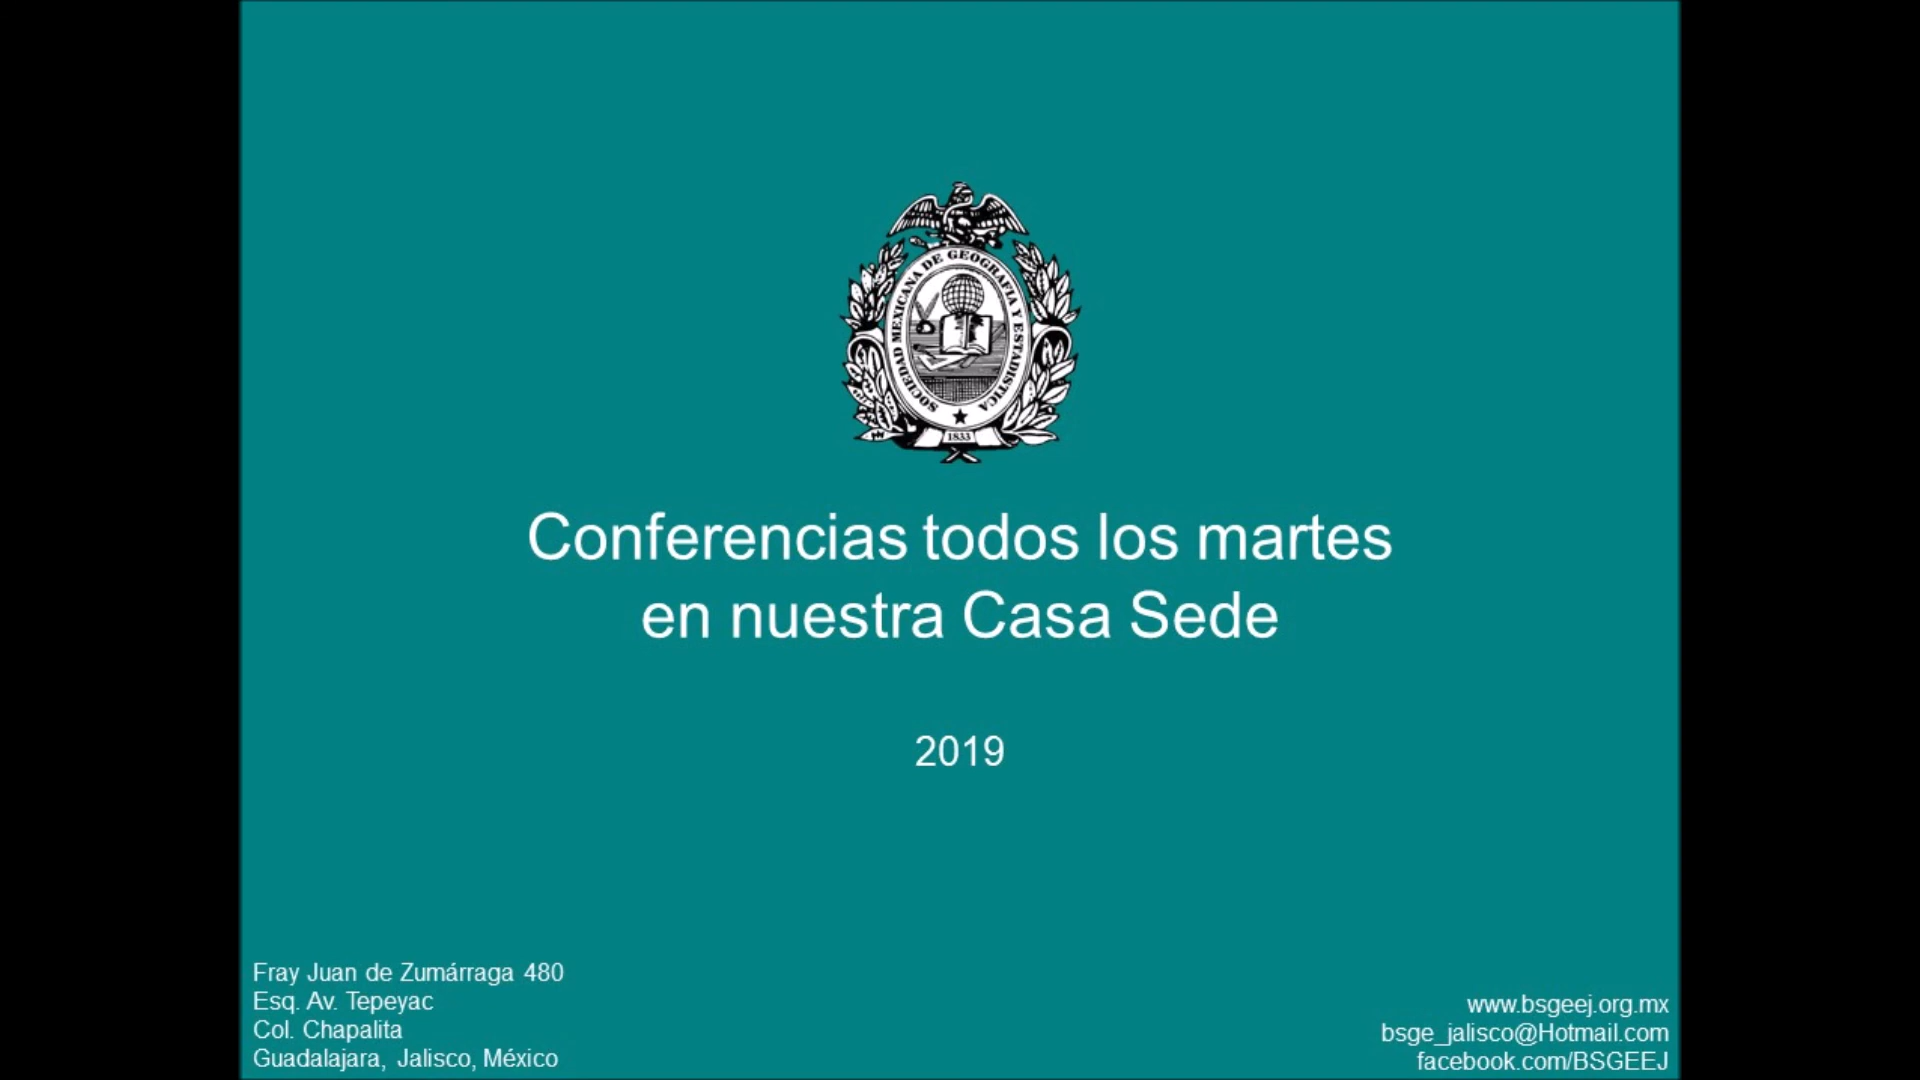 SOCIEDAD MEXICANA DE GEOGRAFIA Y ESTADISTICA
1833
Conferencias todos los martes
en nuestra Casa Sede
2019
Fray Juan de Zumárraga 480
Esq. Av. Tepeyac
Col. Chapalita
Guadalajara, Jalisco, México
www.bsgeej.org.mx
bsge_jalisco@Hotmail.com
facebook.com/BSGEEJ